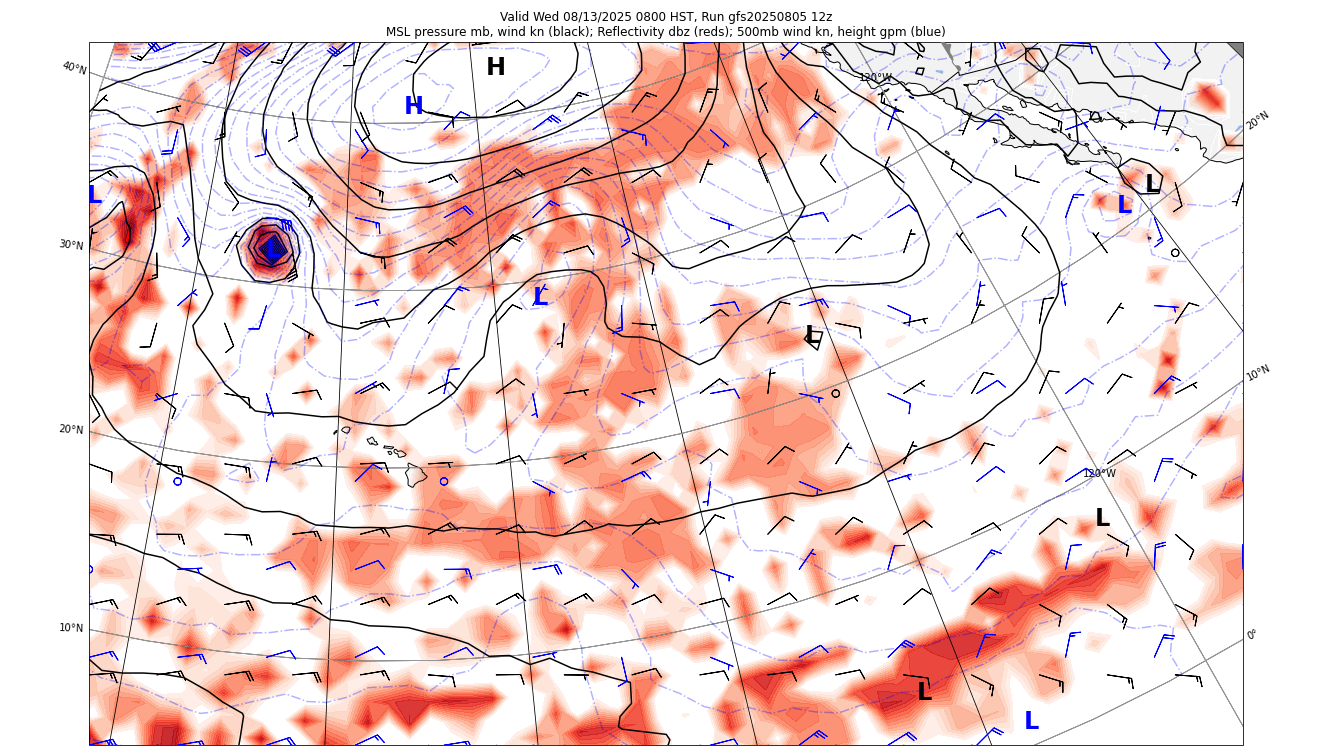 Valid Wed 08/13/2025 0800 HST, Run gfs20250805 12z
MSL pressure mb, wind kn (black); Reflectivity dbz (reds); 500mb wind kn, height gpm (blue)
40°N
H
120°W
H
20°N
L
L
L
30°N
L
L
L
10°N
20°N
120°W
L
10°N
0°
L
L